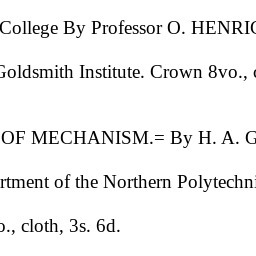 College By Professor O. HENRIC
Goldsmith Institute. Crown 8vo.,
OF MECHANISM.= By H. A. G
rtment of the Northern Polytechni
o., cloth, 3s. 6d.